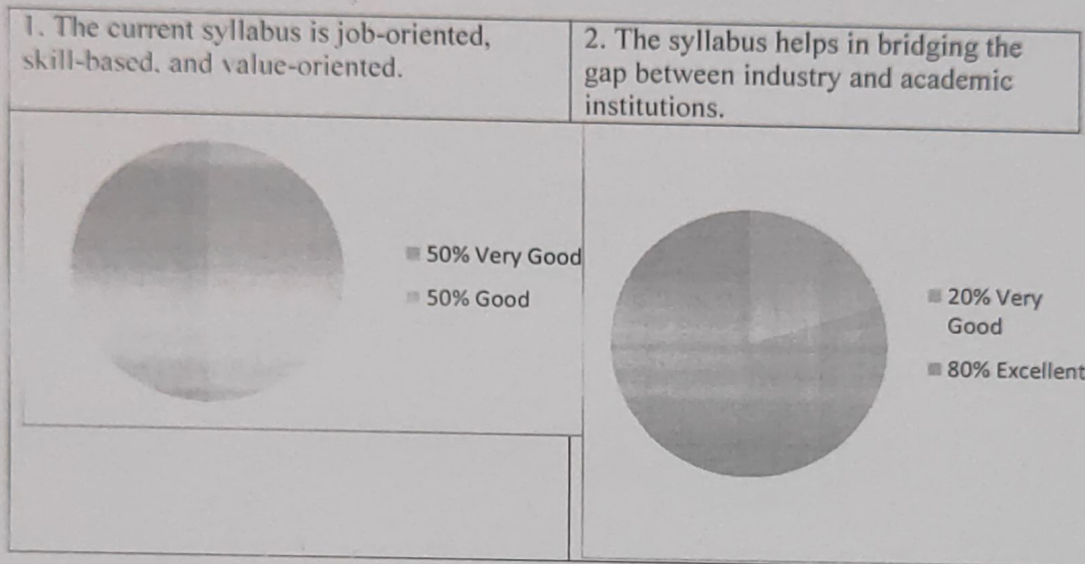 1. The current syllabus is job-oriented,
skill-based, and value-oriented.
2. The syllabus helps in bridging the
gap between industry and academic
institutions.
50% Very Good
50% Good
20% Very
Good
80% Excellent